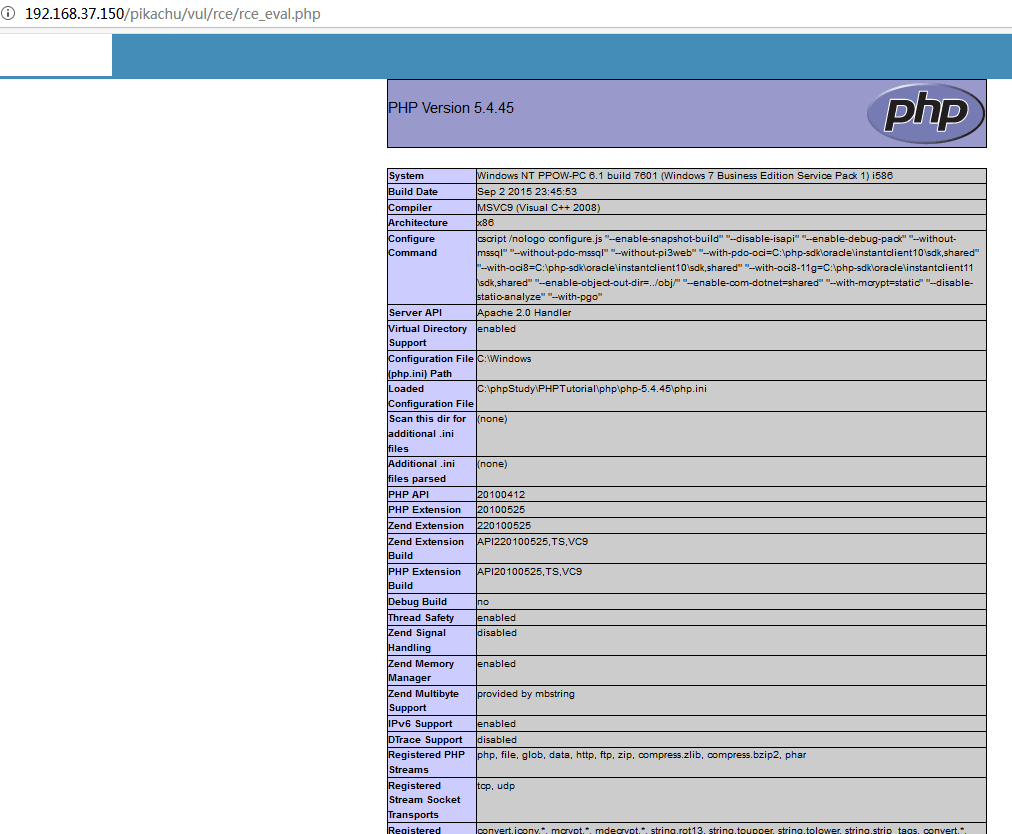 192.168.37.150/pikachu/vul/rce/rce_eval.php
PHP Version 5.4.45
php
System
Windows NT PPOW-PC 6.1 build 7601 (Windows 7 Business Edition Service Pack 1) i586
Build Date
Sep 2 2015 23:45:53
Compiler
MSVC9 (Visual C++ 2008)
Architecture
x86
Configure
Command
cscript /nologo configure.js "--enable-snapshot-build" "--disable-isapi" "--enable-debug-pack" "--without-
mssql" "--without-pdo-mssql" "--without-pi3web" "--with-pdo-oci=C:\php-sdk\oracle\instantclient10\sdk,shared"
"--with-oci8=C:\php-sdk\oracle\instantclient10\sdk,shared" "--with-oci8-11g=C:\php-sdk\oracle\instantclient11
\sdk,shared" "--enable-object-out-dir=../obj/" "--enable-com-dotnet=shared" "--with-mcrypt=static" "--disable-
static-analyze" "--with-pgo"
Server API
Apache 2.0 Handler
Virtual Directory
Support
enabled
Configuration File
(php.ini) Path
C:\Windows
Loaded
Configuration File
C:\phpStudy\PHPTutorial\php\php-5.4.45\php.ini
Scan this dir for
additional .ini
files
(none)
Additional .ini
files parsed
(none)
PHP API
20100412
PHP Extension
20100525
Zend Extension
220100525
Zend Extension
Build
API220100525,TS,VC9
PHP Extension
Build
API20100525,TS,VC9
Debug Build
no
Thread Safety
enabled
Zend Signal
Handling
disabled
Zend Memory
Manager
enabled
Zend Multibyte
Support
provided by mbstring
IPv6 Support
enabled
DTrace Support
disabled
Registered PHP
Streams
php, file, glob, data, http, ftp, zip, compress.zlib, compress.bzip2, phar
Registered
Stream Socket
Transports
tcp, udp
Registered
convert.iconv.*, mcrypt.*, mdecrypt.*, string.rot13, string.toupper, string.tolower, string.strip_tags, convert.*,